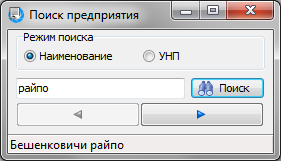 Поиск предприятия
Режим поиска
Наименование УНП
райпо Поиск
Бешенковичи райпо